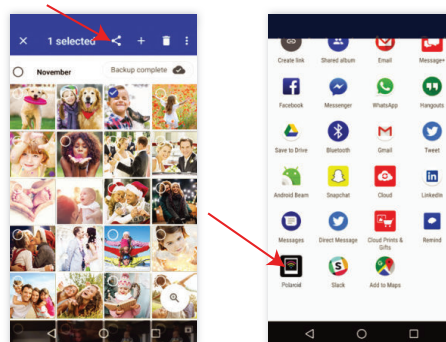 1 selected
November
Backup complete
Create link Shared album Email Message+
Facebook Messenger WhatsApp Hangouts
Save to Drive Bluetooth Gmail Tweet
Android Beam Snapchat Cloud LinkedIn
Messages Direct Message Cloud Prints & Gifts Remind
Polaroid Slack Add to Maps